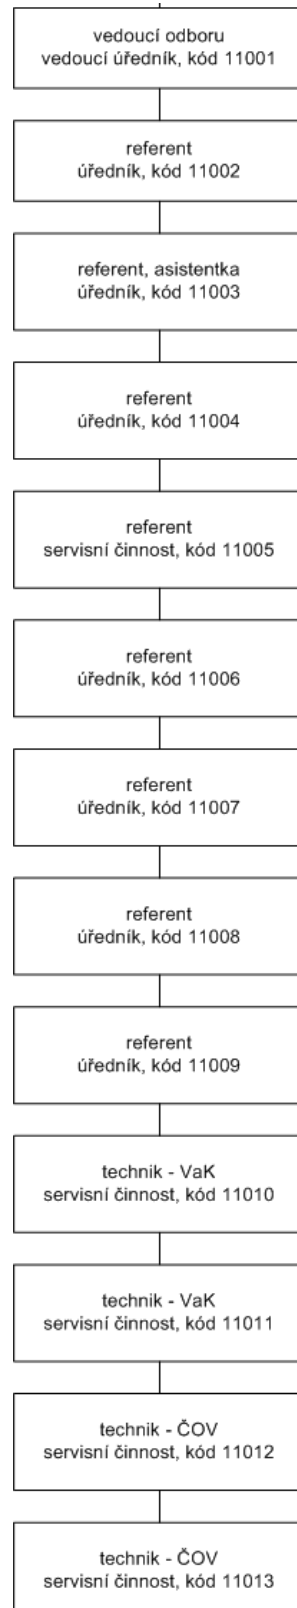 vedoucí odboru
vedoucí úředník, kód 11001
referent
úředník, kód 11002
referent, asistentka
úředník, kód 11003
referent
úředník, kód 11004
referent
servisní činnost, kód 11005
referent
úředník, kód 11006
referent
úředník, kód 11007
referent
úředník, kód 11008
referent
úředník, kód 11009
technik - VaK
servisní činnost, kód 11010
technik - VaK
servisní činnost, kód 11011
technik - ČOV
servisní činnost, kód 11012
technik - ČOV
servisní činnost, kód 11013